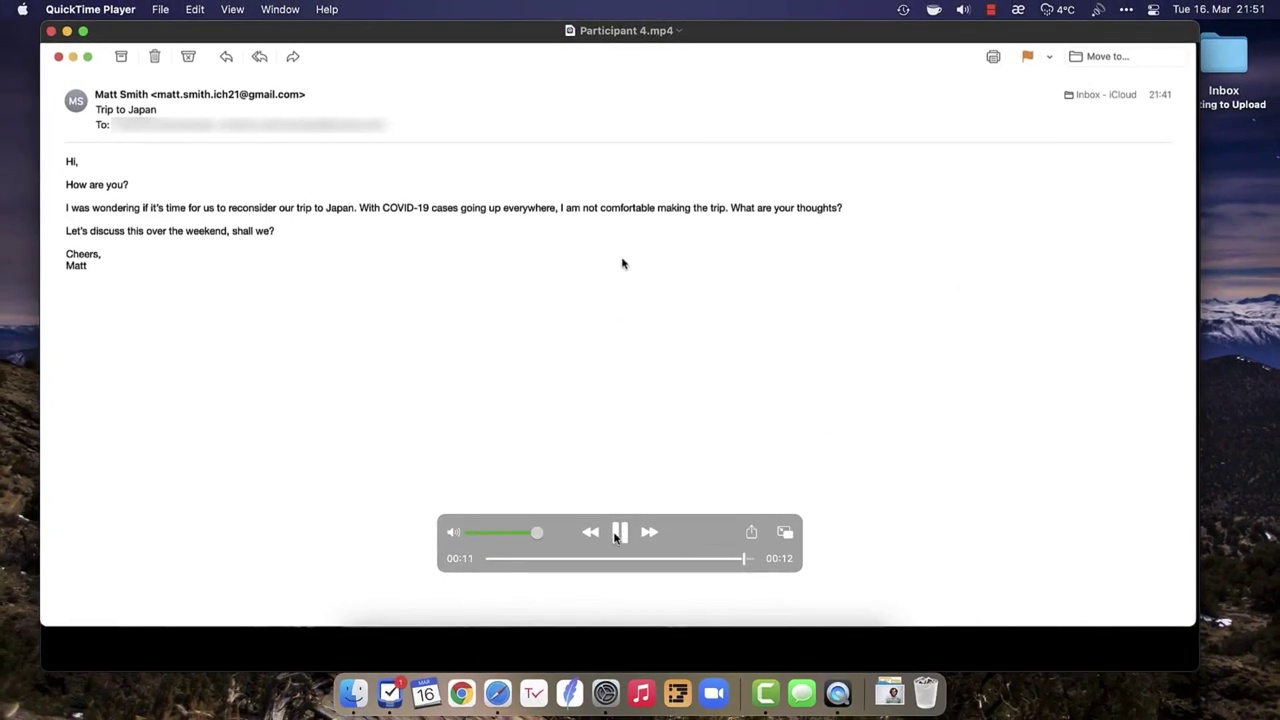 QuickTime Player File Edit View Window Help 4°C Tue 16. Mar 21:51
Participant 4.mp4
Move to...
MS Matt Smith <matt.smith.ich21@gmail.com> Inbox - iCloud 21:41
Trip to Japan
To:
Inbox
cing to Upload
Hi,
How are you?
I was wondering if it's time for us to reconsider our trip to Japan. With COVID-19 cases going up everywhere, I am not comfortable making the trip. What are your thoughts?
Let's discuss this over the weekend, shall we?
Cheers,
Matt
00:11 00:12
1
MAR
16